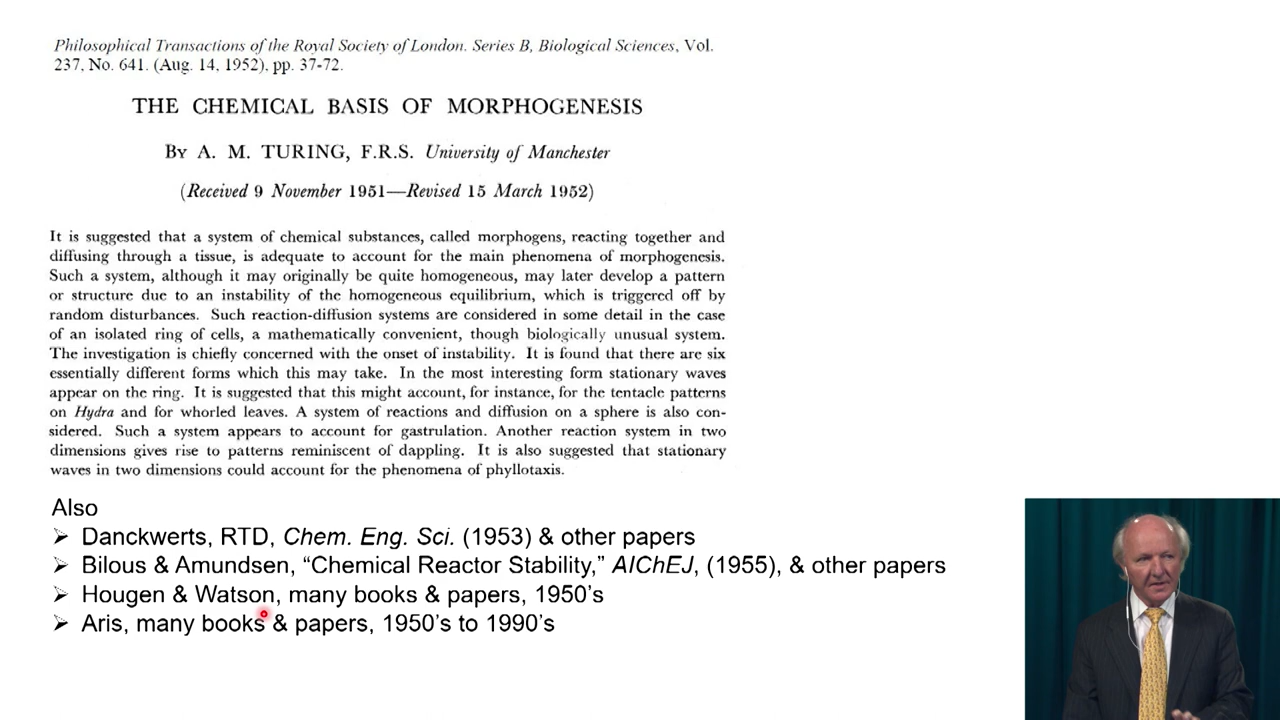 Philosophical Transactions of the Royal Society of London. Series B, Biological Sciences, Vol.
237, No. 641. (Aug. 14, 1952), pp. 37-72.
THE CHEMICAL BASIS OF MORPHOGENESIS
By A. M. TURING, F.R.S. University of Manchester
(Received 9 November 1951—Revised 15 March 1952)
It is suggested that a system of chemical substances, called morphogens, reacting together and
diffusing through a tissue, is adequate to account for the main phenomena of morphogenesis.
Such a system, although it may originally be quite homogeneous, may later develop a pattern
or structure due to an instability of the homogeneous equilibrium, which is triggered off by
random disturbances. Such reaction-diffusion systems are considered in some detail in the case
of an isolated ring of cells, a mathematically convenient, though biologically unusual system.
The investigation is chiefly concerned with the onset of instability. It is found that there are six
essentially different forms which this may take. In the most interesting form stationary waves
appear on the ring. It is suggested that this might account, for instance, for the tentacle patterns
on Hydra and for whorled leaves. A system of reactions and diffusion on a sphere is also con-
sidered. Such a system appears to account for gastrulation. Another reaction system in two
dimensions gives rise to patterns reminiscent of dappling. It is also suggested that stationary
waves in two dimensions could account for the phenomena of phyllotaxis.
Also
➢ Danckwerts, RTD, Chem. Eng. Sci. (1953) & other papers
➢ Bilous & Amundsen, “Chemical Reactor Stability,” AIChEJ, (1955), & other papers
➢ Hougen & Watson, many books & papers, 1950’s
➢ Aris, many books & papers, 1950’s to 1990’s